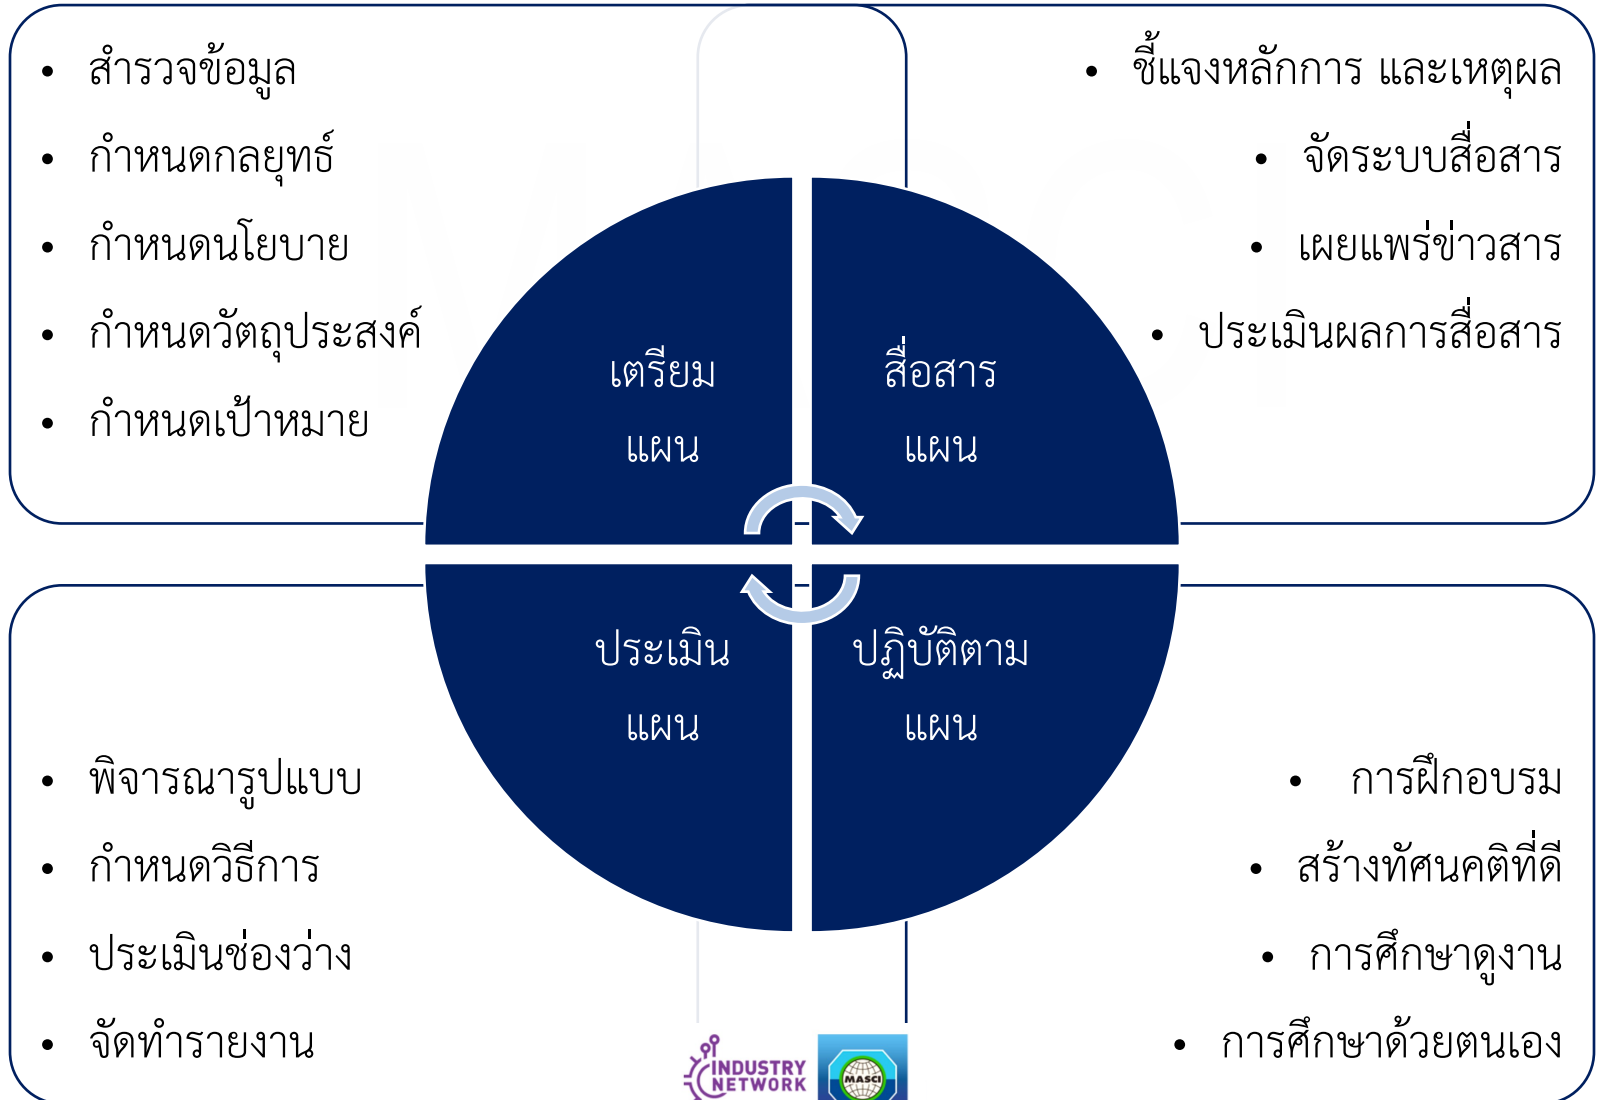 สำรวจข้อมูล
กำหนดกลยุทธ์
กำหนดนโยบาย
กำหนดวัตถุประสงค์
กำหนดเป้าหมาย
ชี้แจงหลักการ และเหตุผล
จัดระบบสื่อสาร
เผยแพร่ข่าวสาร
ประเมินผลการสื่อสาร
เตรียม
แผน
สื่อสาร
แผน
ประเมิน
แผน
ปฏิบัติตาม
แผน
พิจารณารูปแบบ
กำหนดวิธีการ
ประเมินช่องว่าง
จัดทำรายงาน
การฝึกอบรม
สร้างทัศนคติที่ดี
การศึกษาดูงาน
การศึกษาด้วยตนเอง
INDUSTRY
NETWORK
MASCI